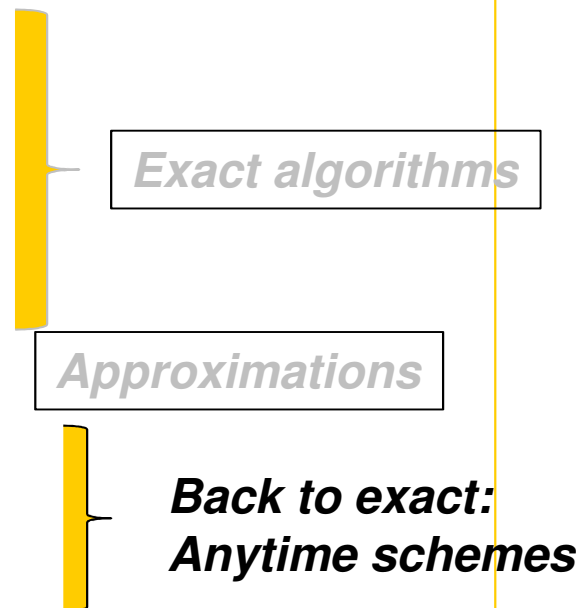 Exact algorithms
Approximations
Back to exact:
Anytime schemes